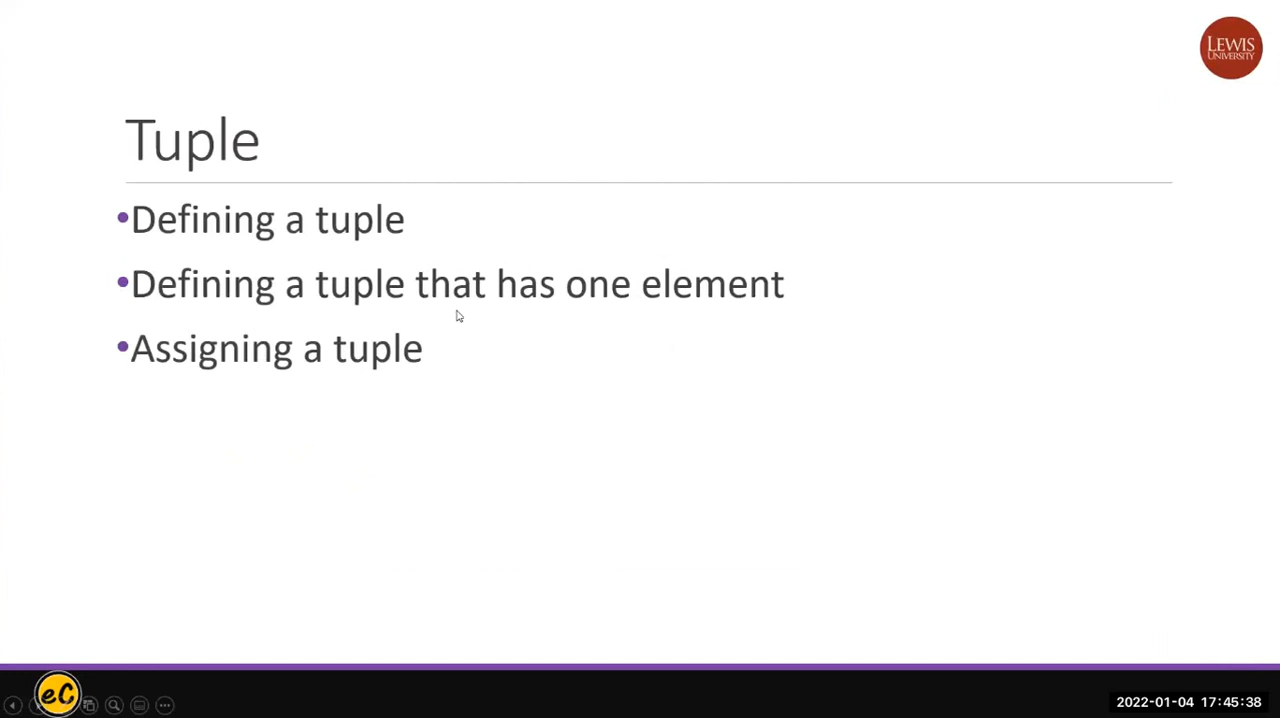 LEWIS
UNIVERSITY
Tuple
•Defining a tuple
•Defining a tuple that has one element
•Assigning a tuple
eC
2022-01-04 17:45:38